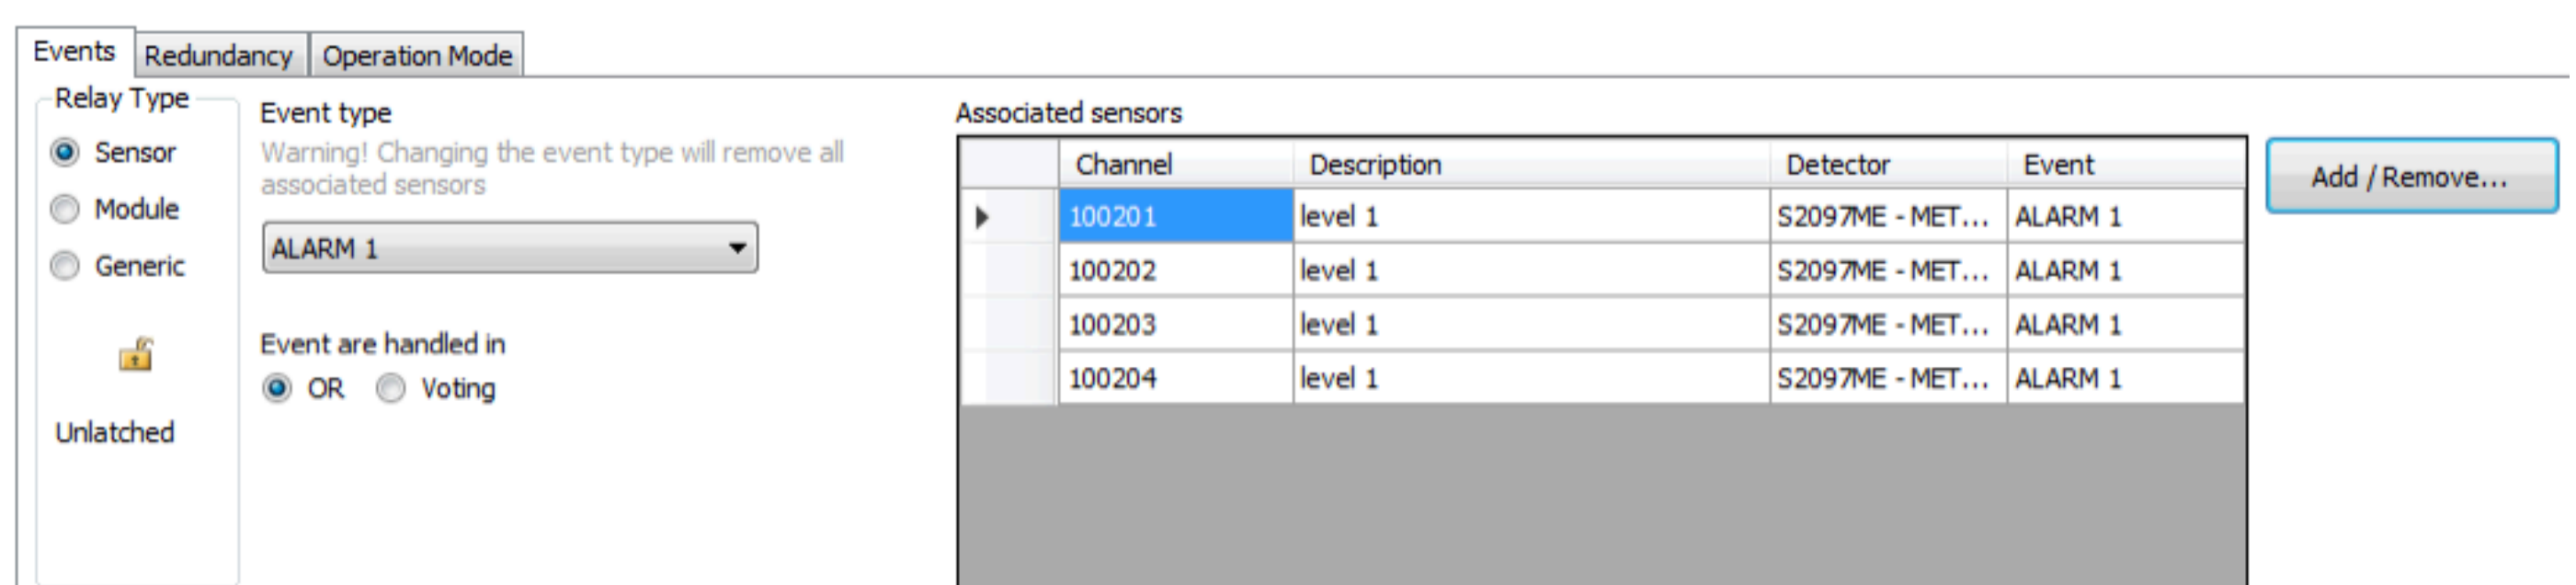 Events Redundancy Operation Mode
Relay Type
Sensor
Module
Generic
Unlatched
Event type
Warning! Changing the event type will remove all
associated sensors
ALARM 1
Event are handled in
OR Voting
Associated sensors
Channel Description Detector Event
100201 level 1 S2097ME - MET... ALARM 1
100202 level 1 S2097ME - MET... ALARM 1
100203 level 1 S2097ME - MET... ALARM 1
100204 level 1 S2097ME - MET... ALARM 1
Add / Remove...